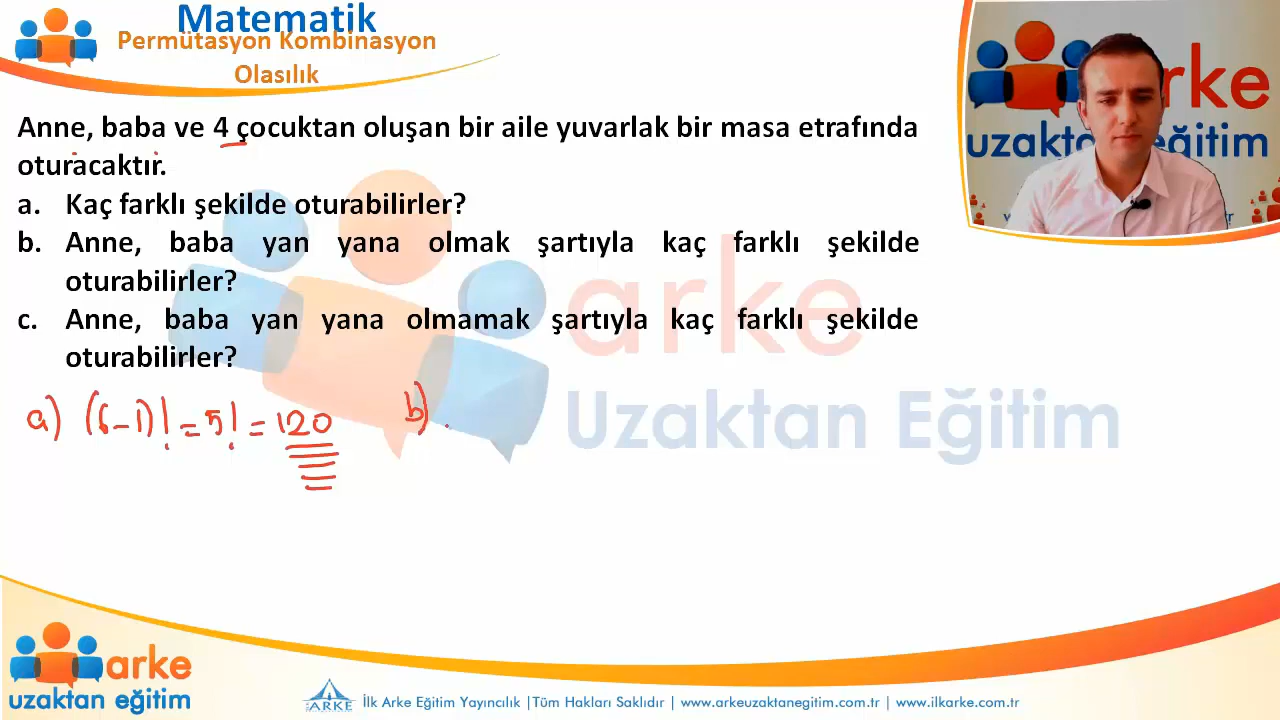 Matematik
Permütasyon Kombinasyon
Olasılık
arke
uzaktan eğitim
Anne, baba ve 4 çocuktan oluşan bir aile yuvarlak bir masa etrafında
oturacaktır.
a. Kaç farklı şekilde oturabilirler?
b. Anne, baba yan yana olmak şartıyla kaç farklı şekilde
oturabilirler?
c. Anne, baba yan yana olmamak şartıyla kaç farklı şekilde
oturabilirler?
a) (6-1)! = 5! = 120
b)
arke
Uzaktan Eğitim
arke
uzaktan eğitim
ARKE
İlk Arke Eğitim Yayıncılık |Tüm Hakları Saklıdır | www.arkeuzaktanegitim.com.tr | www.ilkarke.com.tr